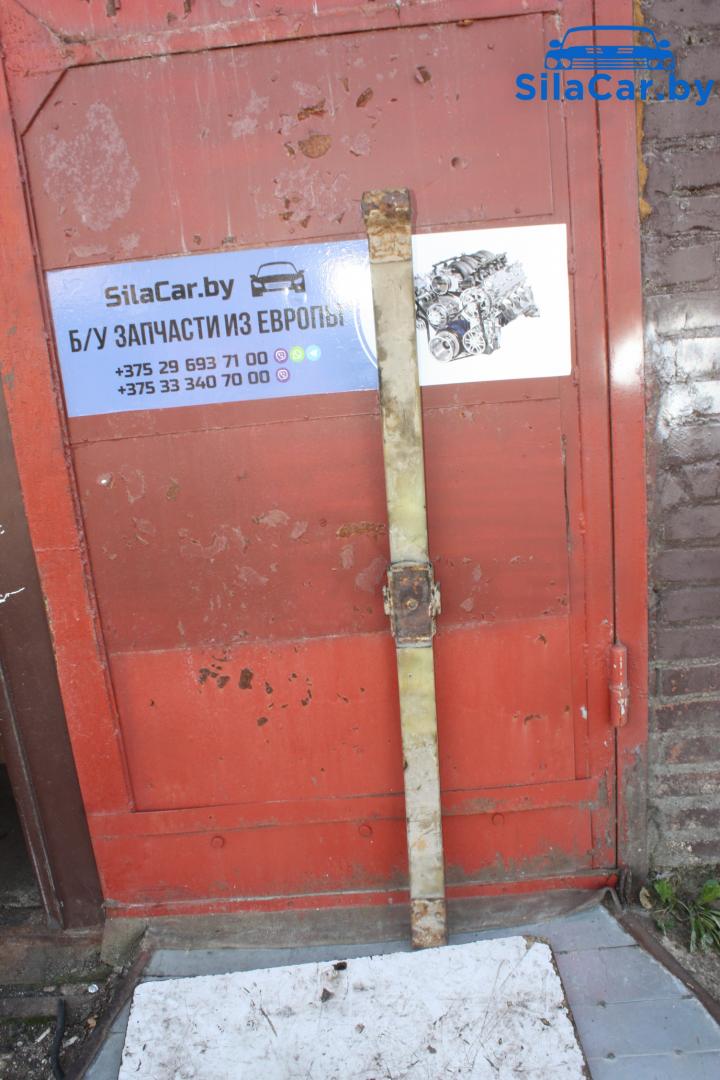 SilaCar.by
SilaCar.by
Б/У ЗАПЧАСТИ ИЗ ЕВРОПЫ
+375 29 693 71 00
+375 33 340 70 00